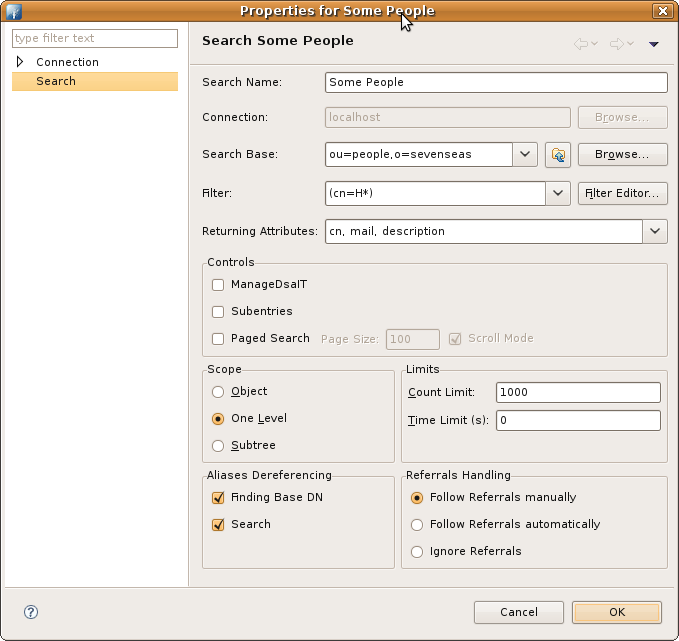 Properties for Some People
type filter text
Connection
Search
Search Some People
Search Name: Some People
Connection: localhost Browse...
Search Base: ou=people,o=sevenseas Browse...
Filter: (cn=H*) Filter Editor...
Returning Attributes: cn, mail, description
Controls
ManageDsaIT
Subentries
Paged Search Page Size: 100 Scroll Mode
Scope
Object
One Level
Subtree
Limits
Count Limit: 1000
Time Limit (s): 0
Aliases Dereferencing
Finding Base DN
Search
Referrals Handling
Follow Referrals manually
Follow Referrals automatically
Ignore Referrals
? Cancel OK